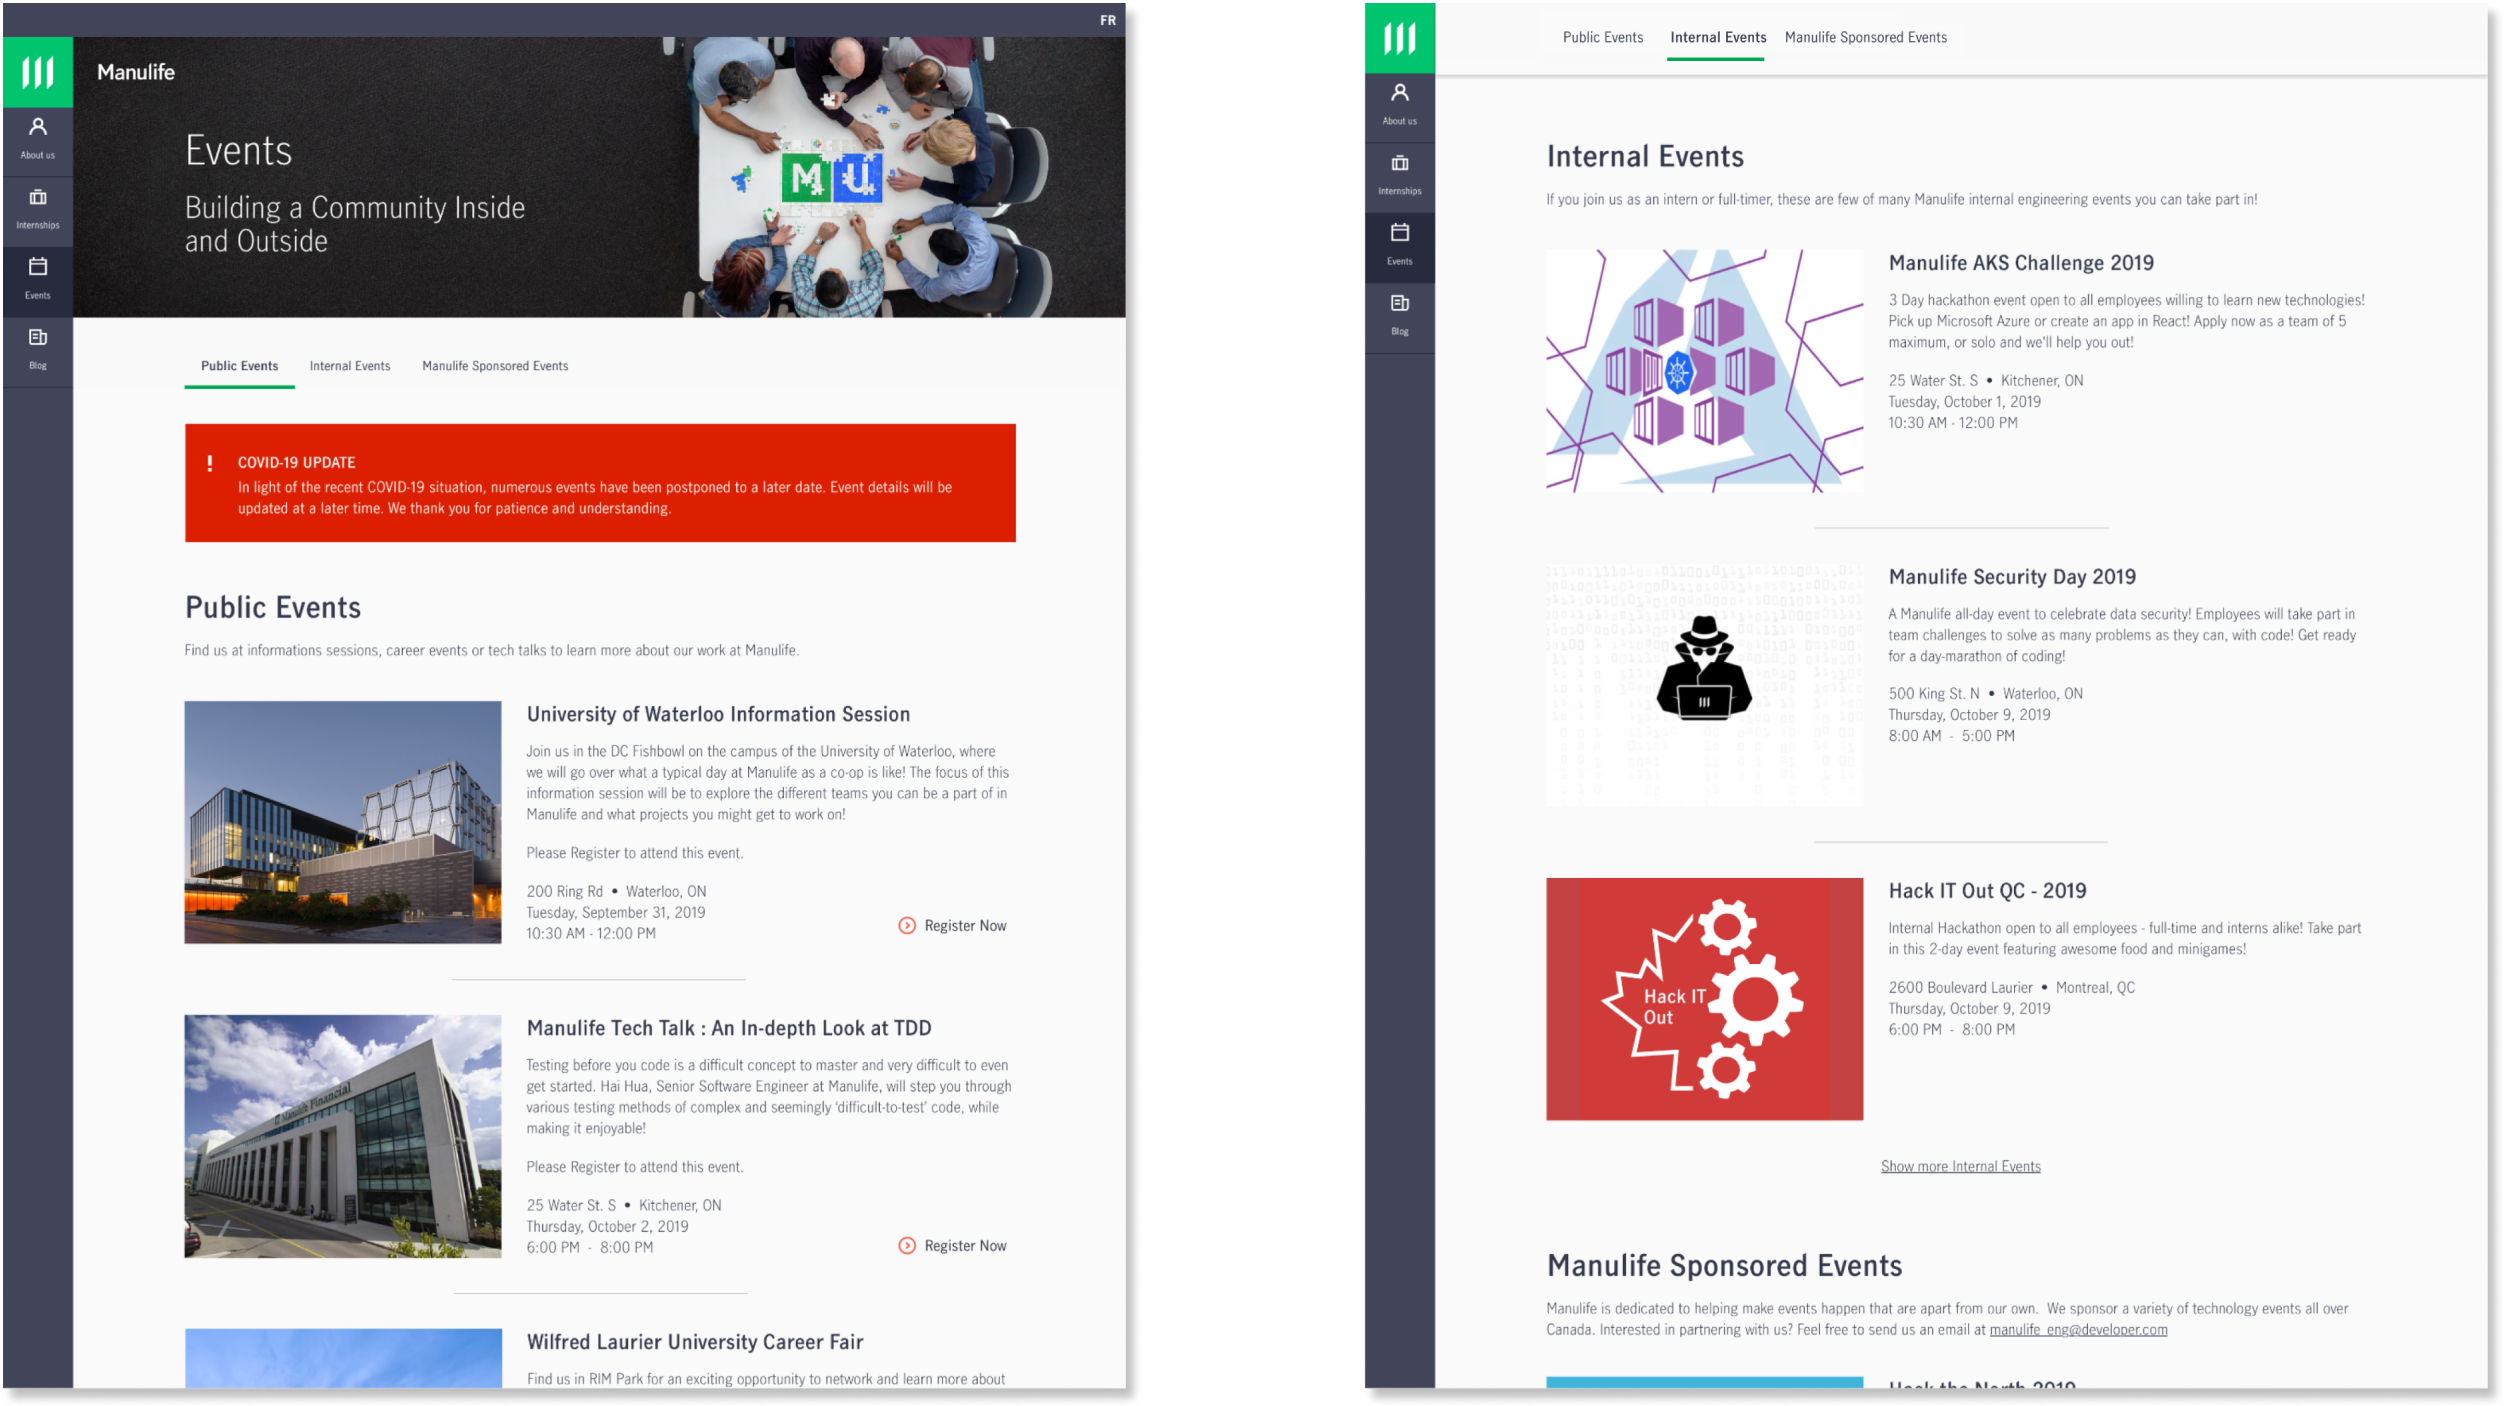 FR
Manulife
Events
Building a Community Inside
and Outside
About us
Internships
Events
Blog
MU
Public Events
Internal Events
Manulife Sponsored Events
COVID-19 UPDATE
In light of the recent COVID-19 situation, numerous events have been postponed to a later date. Event details will be
updated at a later time. We thank you for patience and understanding.
Public Events
Find us at informations sessions, career events or tech talks to learn more about our work at Manulife.
University of Waterloo Information Session
Join us in the DC Fishbowl on the campus of the University of Waterloo, where
we will go over what a typical day at Manulife as a co-op is like! The focus of this
information session will be to explore the different teams you can be a part of in
Manulife and what projects you might get to work on!
Please Register to attend this event.
200 Ring Rd • Waterloo, ON
Tuesday, September 31, 2019
10:30 AM - 12:00 PM
Register Now
Manulife Tech Talk : An In-depth Look at TDD
Testing before you code is a difficult concept to master and very difficult to even
get started. Hai Hua, Senior Software Engineer at Manulife, will step you through
various testing methods of complex and seemingly ‘difficult-to-test’ code, while
making it enjoyable!
Please Register to attend this event.
25 Water St. S • Kitchener, ON
Thursday, October 2, 2019
6:00 PM - 8:00 PM
Register Now
Manulife Financial
Wilfred Laurier University Career Fair
Find us in RIM Park for an exciting opportunity to network and learn more about
Public Events
Internal Events
Manulife Sponsored Events
About us
Internships
Events
Blog
Internal Events
If you join us as an intern or full-timer, these are few of many Manulife internal engineering events you can take part in!
Manulife AKS Challenge 2019
3 Day hackathon event open to all employees willing to learn new technologies!
Pick up Microsoft Azure or create an app in React! Apply now as a team of 5
maximum, or solo and we'll help you out!
25 Water St. S • Kitchener, ON
Tuesday, October 1, 2019
10:30 AM - 12:00 PM
Manulife Security Day 2019
A Manulife all-day event to celebrate data security! Employees will take part in
team challenges to solve as many problems as they can, with code! Get ready
for a day-marathon of coding!
500 King St. N • Waterloo, ON
Thursday, October 9, 2019
8:00 AM - 5:00 PM
Hack IT
Out
Hack IT Out QC - 2019
Internal Hackathon open to all employees - full-time and interns alike! Take part
in this 2-day event featuring awesome food and minigames!
2600 Boulevard Laurier • Montreal, QC
Thursday, October 9, 2019
6:00 PM - 8:00 PM
Show more Internal Events
Manulife Sponsored Events
Manulife is dedicated to helping make events happen that are apart from our own. We sponsor a variety of technology events all over
Canada. Interested in partnering with us? Feel free to send us an email at manulife_eng@developer.com
Hack the North 2019